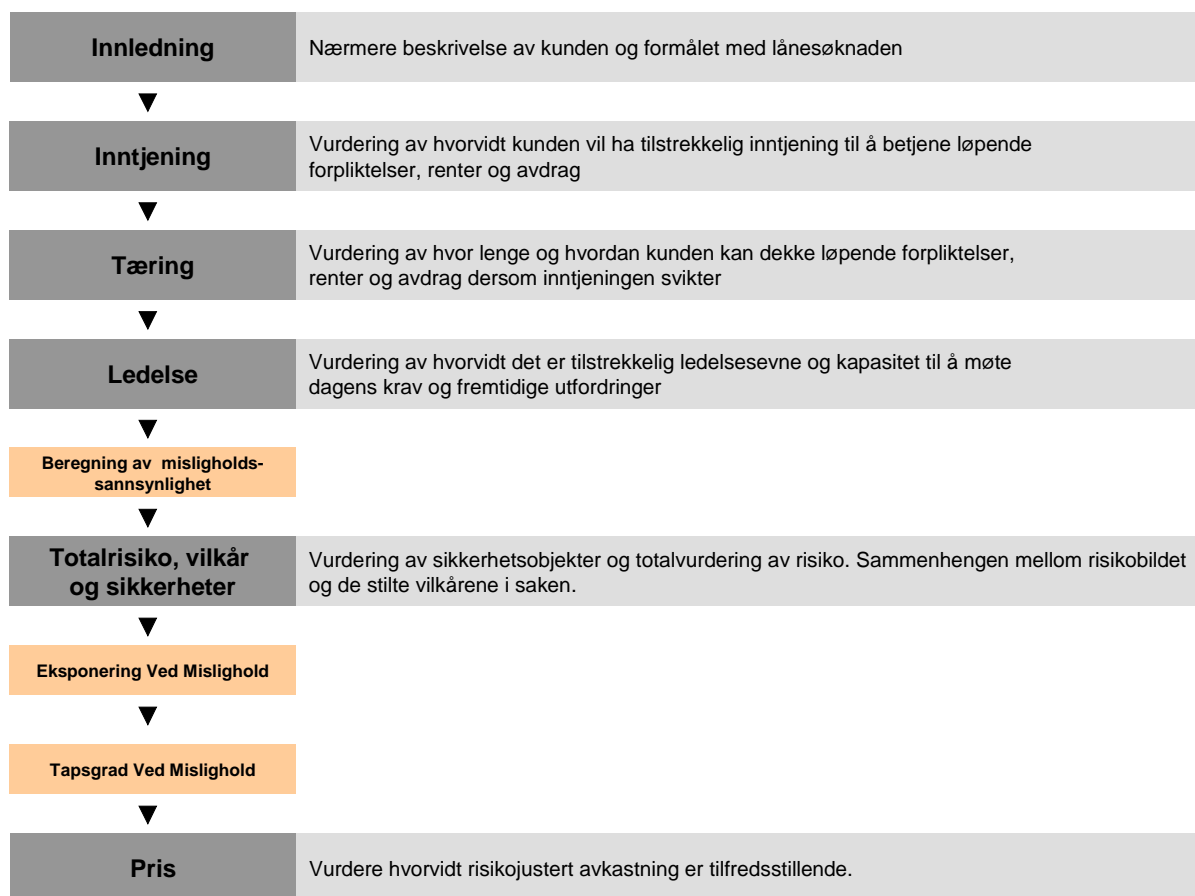 Innledning
Nærmere beskrivelse av kunden og formålet med lånesøknaden
Inntjening
Vurdering av hvorvidt kunden vil ha tilstrekkelig inntjening til å betjene løpende
forpliktelser, renter og avdrag
Tæring
Vurdering av hvor lenge og hvordan kunden kan dekke løpende forpliktelser,
renter og avdrag dersom inntjeningen svikter
Ledelse
Vurdering av hvorvidt det er tilstrekkelig ledelsesevne og kapasitet til å møte
dagens krav og fremtidige utfordringer
Beregning av misligholds-
sannsynlighet
Totalrisiko, vilkår
og sikkerheter
Vurdering av sikkerhetsobjekter og totalvurdering av risiko. Sammenhengen mellom risikobildet
og de stilte vilkårene i saken.
Eksponering Ved Mislighold
Tapsgrad Ved Mislighold
Pris
Vurdere hvorvidt risikojustert avkastning er tilfredsstillende.